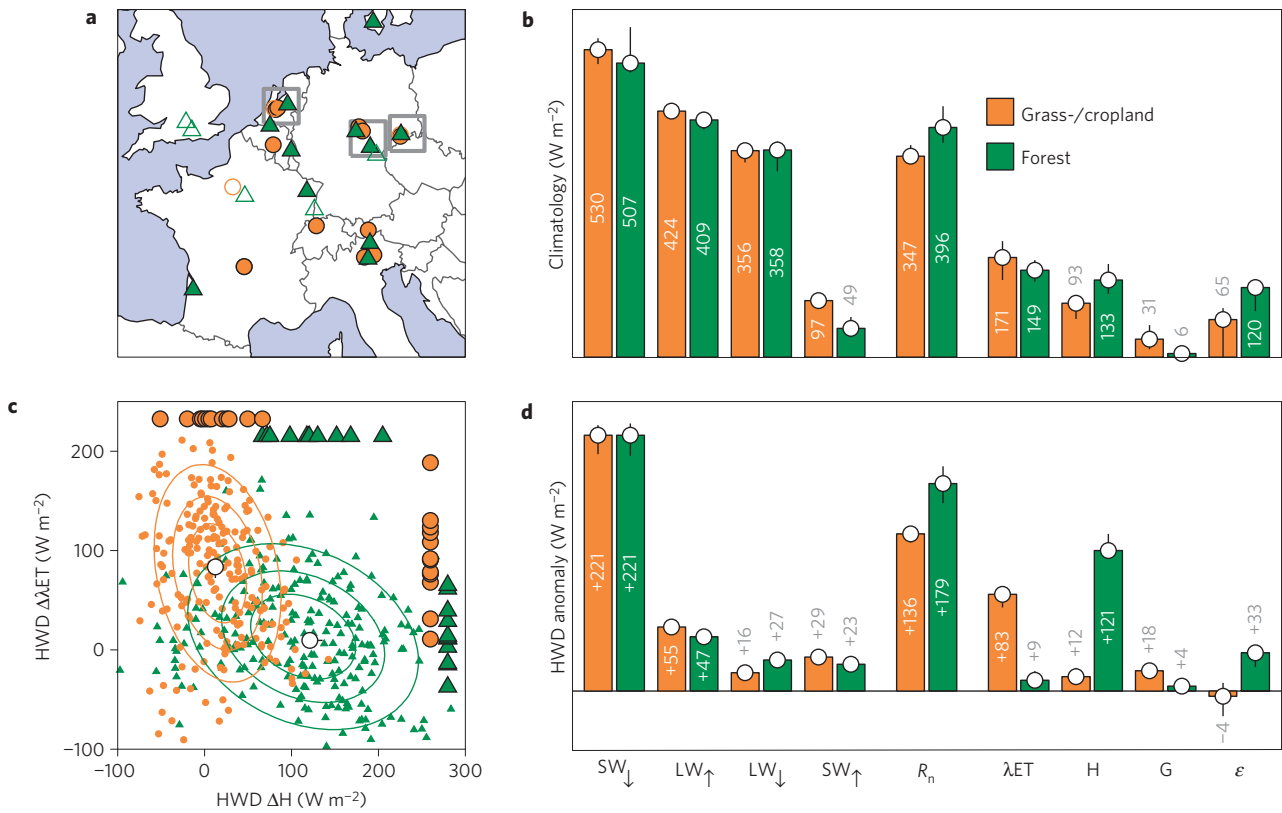 a
b
Climatology (W m⁻²)
Grass-/cropland
Forest
530
507
424
409
356
358
97
49
347
396
171
149
93
133
31
6
65
120
c
HWD ΔλET (W m⁻²)
200
100
0
−100
−100
0
100
200
300
HWD ΔH (W m⁻²)
d
HWD anomaly (W m⁻²)
+221
+221
+55
+47
+16
+27
+29
+23
+136
+179
+83
+9
+12
+121
+18
+4
−4
+33
SW↓
LW↑
LW↓
SW↑
Rₙ
λET
H
G
ε